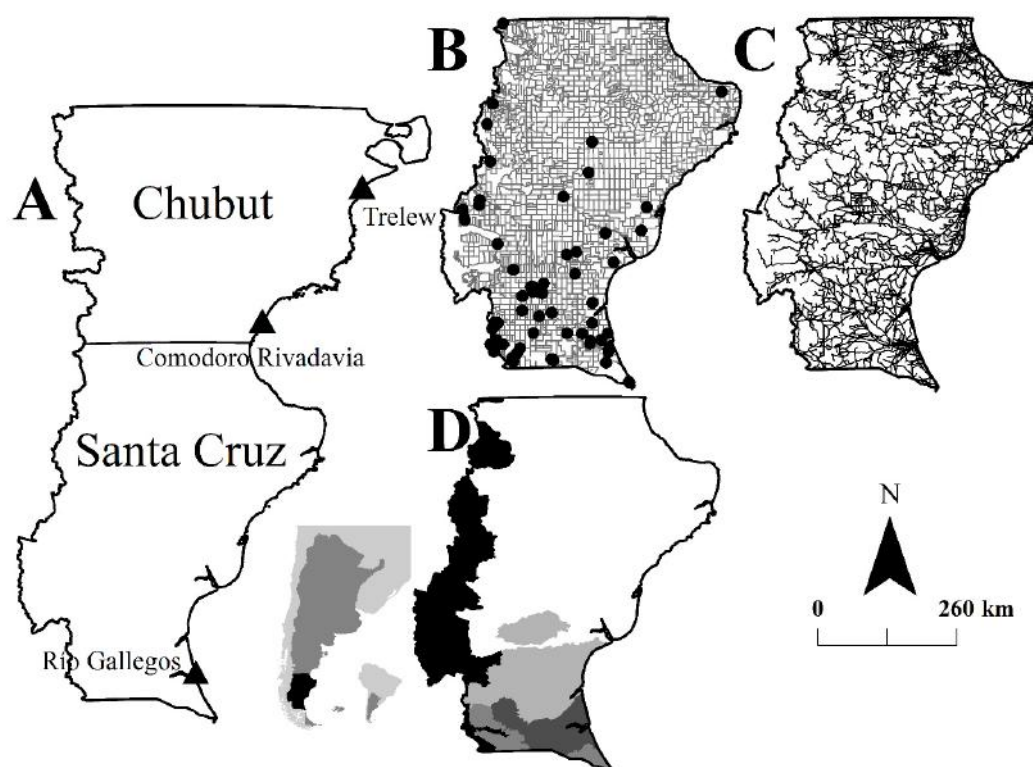 A
Chubut
Trelew
Comodoro Rivadavia
Santa Cruz
Río Gallegos
B
C
D
N
0 260 km